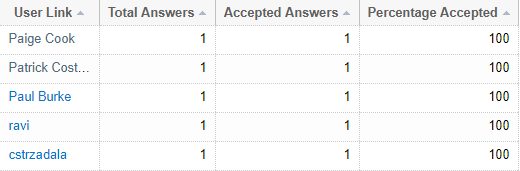 User Link Total Answers Accepted Answers Percentage Accepted
Paige Cook 1 1 100
Patrick Cost... 1 1 100
Paul Burke 1 1 100
ravi 1 1 100
cstrzadala 1 1 100